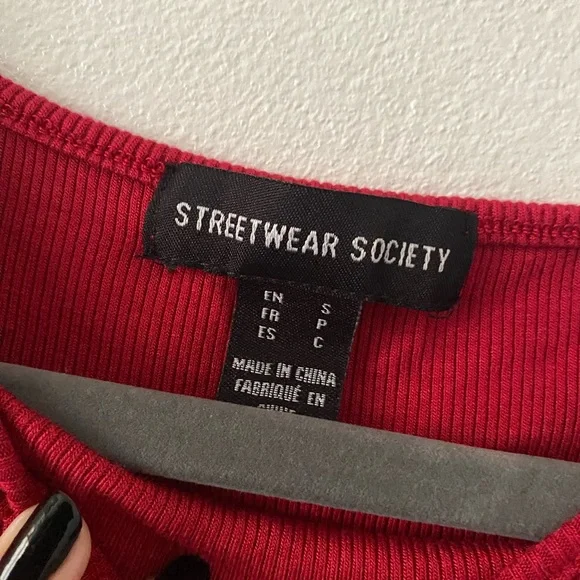 STREETWEAR SOCIETY
EN S
FR P
ES C
MADE IN CHINA
FABRIQUÉ EN